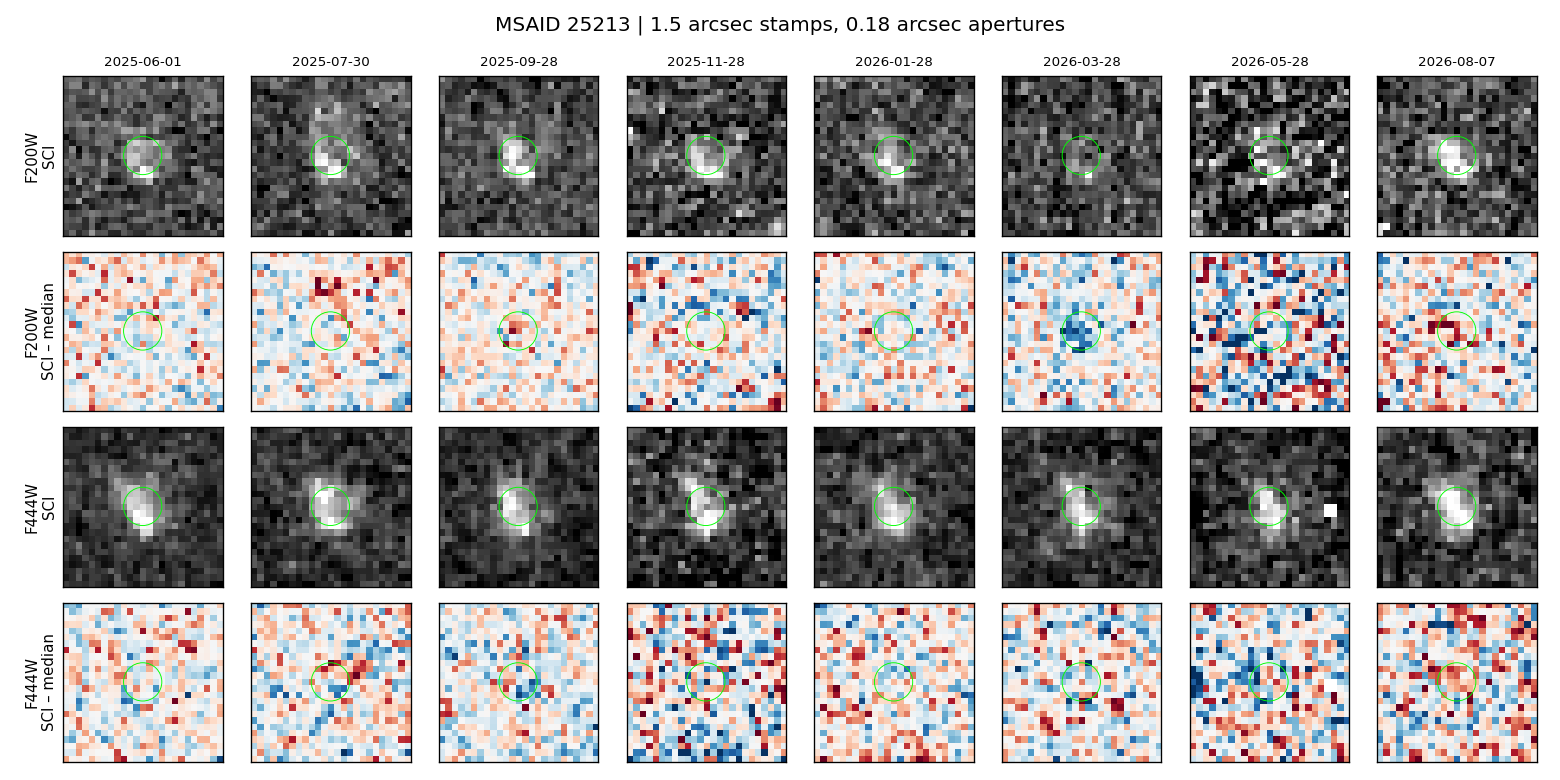 MSAID 25213 | 1.5 arcsec stamps, 0.18 arcsec apertures
2025-06-01 2025-07-30 2025-09-28 2025-11-28 2026-01-28 2026-03-28 2026-05-28 2026-08-07
F200W
SCI
F200W
SCI – median
F444W
SCI
F444W
SCI – median